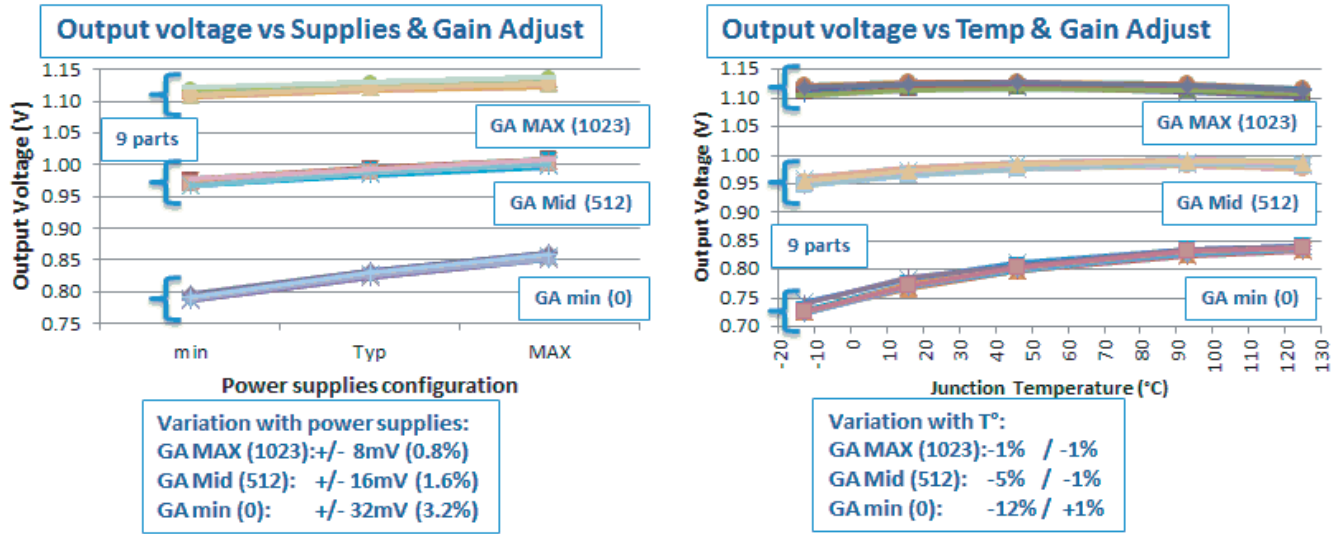 Output voltage vs Supplies & Gain Adjust
Output Voltage (V)
1.15
1.10
1.05
1.00
0.95
0.90
0.85
0.80
0.75
9 parts
GA MAX (1023)
GA Mid (512)
GA min (0)
min Typ MAX
Power supplies configuration
Variation with power supplies:
GA MAX (1023):+/- 8mV (0.8%)
GA Mid (512): +/- 16mV (1.6%)
GA min (0): +/- 32mV (3.2%)
Output voltage vs Temp & Gain Adjust
Output Voltage (V)
1.15
1.10
1.05
1.00
0.95
0.90
0.85
0.80
0.75
0.70
GA MAX (1023)
GA Mid (512)
9 parts
GA min (0)
-20 -10 0 10 20 30 40 50 60 70 80 90 100 110 120 130
Junction Temperature (°C)
Variation with T°:
GA MAX (1023):-1% / -1%
GA Mid (512): -5% / -1%
GA min (0): -12% / +1%